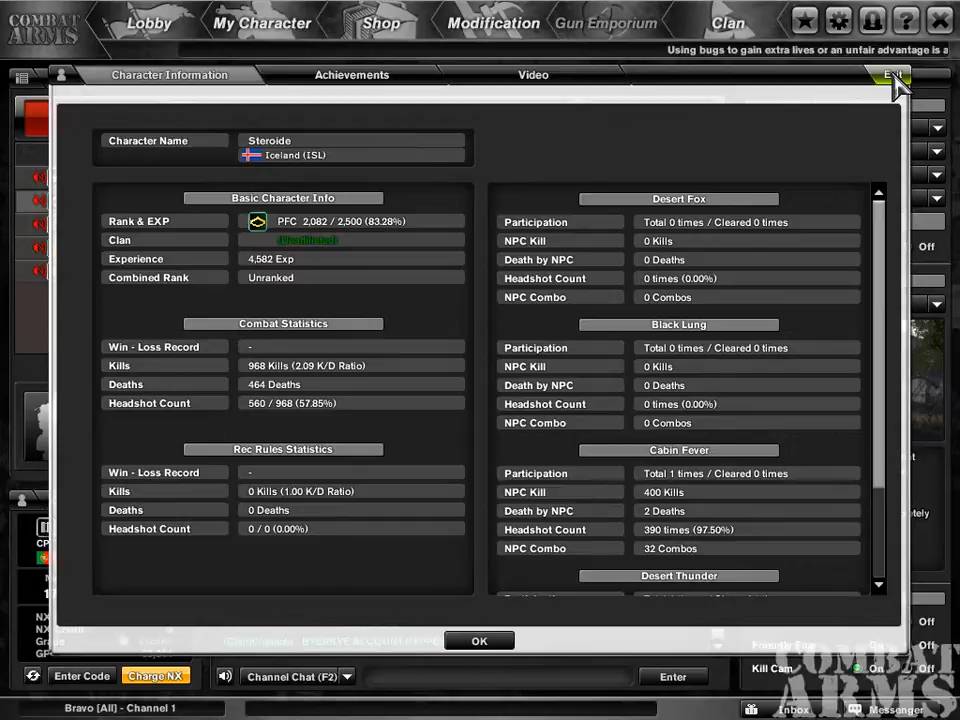 COMBAT ARMS
Lobby
My Character
Shop
Modification
Gun Emporium
Clan
Using bugs to gain extra lives or an unfair advantage is a
Character Information
Achievements
Video
Character Name
Steroide
Iceland (ISL)
Basic Character Info
Rank & EXP
PFC 2,082 / 2,500 (83.28%)
Clan
(Unaffiliated)
Experience
4,582 Exp
Combined Rank
Unranked
Combat Statistics
Win - Loss Record
-
Kills
968 Kills (2.09 K/D Ratio)
Deaths
464 Deaths
Headshot Count
560 / 968 (57.85%)
Rec Rules Statistics
Win - Loss Record
-
Kills
0 Kills (1.00 K/D Ratio)
Deaths
0 Deaths
Headshot Count
0 / 0 (0.00%)
Desert Fox
Participation
Total 0 times / Cleared 0 times
NPC Kill
0 Kills
Death by NPC
0 Deaths
Headshot Count
0 times (0.00%)
NPC Combo
0 Combos
Black Lung
Participation
Total 0 times / Cleared 0 times
NPC Kill
0 Kills
Death by NPC
0 Deaths
Headshot Count
0 times (0.00%)
NPC Combo
0 Combos
Cabin Fever
Participation
Total 1 times / Cleared 0 times
NPC Kill
400 Kills
Death by NPC
2 Deaths
Headshot Count
390 times (97.50%)
NPC Combo
32 Combos
Desert Thunder
Off
Off
Off
OK
Kill Cam
On
Off
Enter Code
Charge NX
Channel Chat (F2)
Enter
Bravo [All] - Channel 1
Inbox
Messenger
COMBAT ARMS